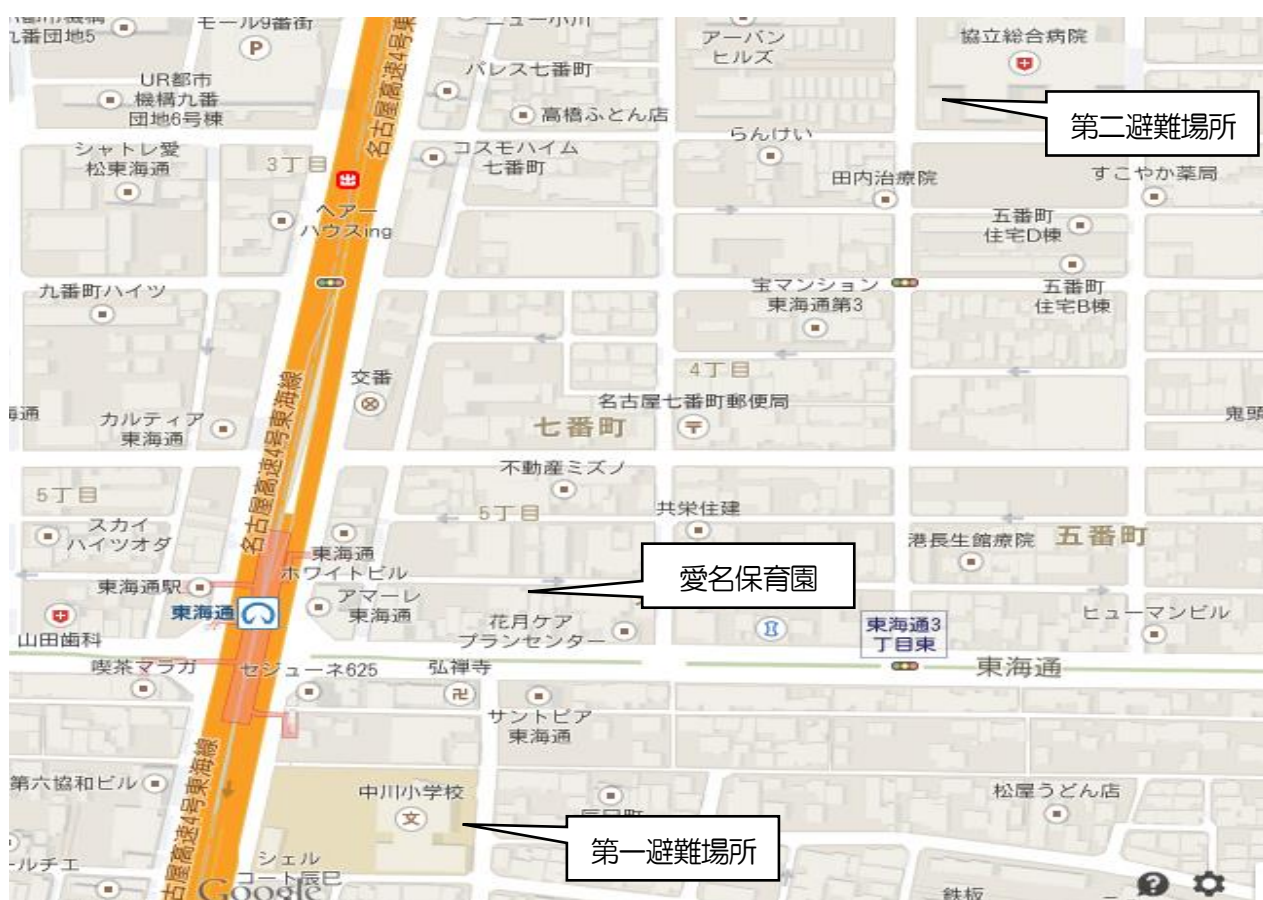 モール9番街
番団地5
ニュー小川
アーバン
ヒルズ
協立総合病院
P
パレス七番町
UR都市
機構九番
団地6号棟
高橋ふとん店
第二避難場所
名古屋高速4号東
らんけい
シャトレ愛
松東海通
3丁目
コスモハイム
七番町
出
田内治療院
すこやか薬局
ヘアー
ハウスing
五番町
住宅D棟
九番町ハイツ
宝マンション
東海通第3
五番町
住宅B棟
交番
4丁目
名古屋七番町郵便局
カルティア
東海通
七番町
鬼頭
名古屋高速4号東海線
不動産ミズノ
5丁目
5丁目
スカイ
ハイツオダ
共栄住建
港長生館療院
五番町
東海通
ホワイトビル
愛名保育園
東海通駅
アマーレ
東海通
東海通
花月ケア
プランセンター
東海通3
丁目東
ヒューマンビル
山田歯科
喫茶マラガ
セジューネ625
弘禅寺
東海通
サントピア
東海通
第六協和ビル
中川小学校
文
松屋うどん店
第一避難場所
古屋高速4号東海線
ールチエ
シェル
コート辰巳
Google
鉄板